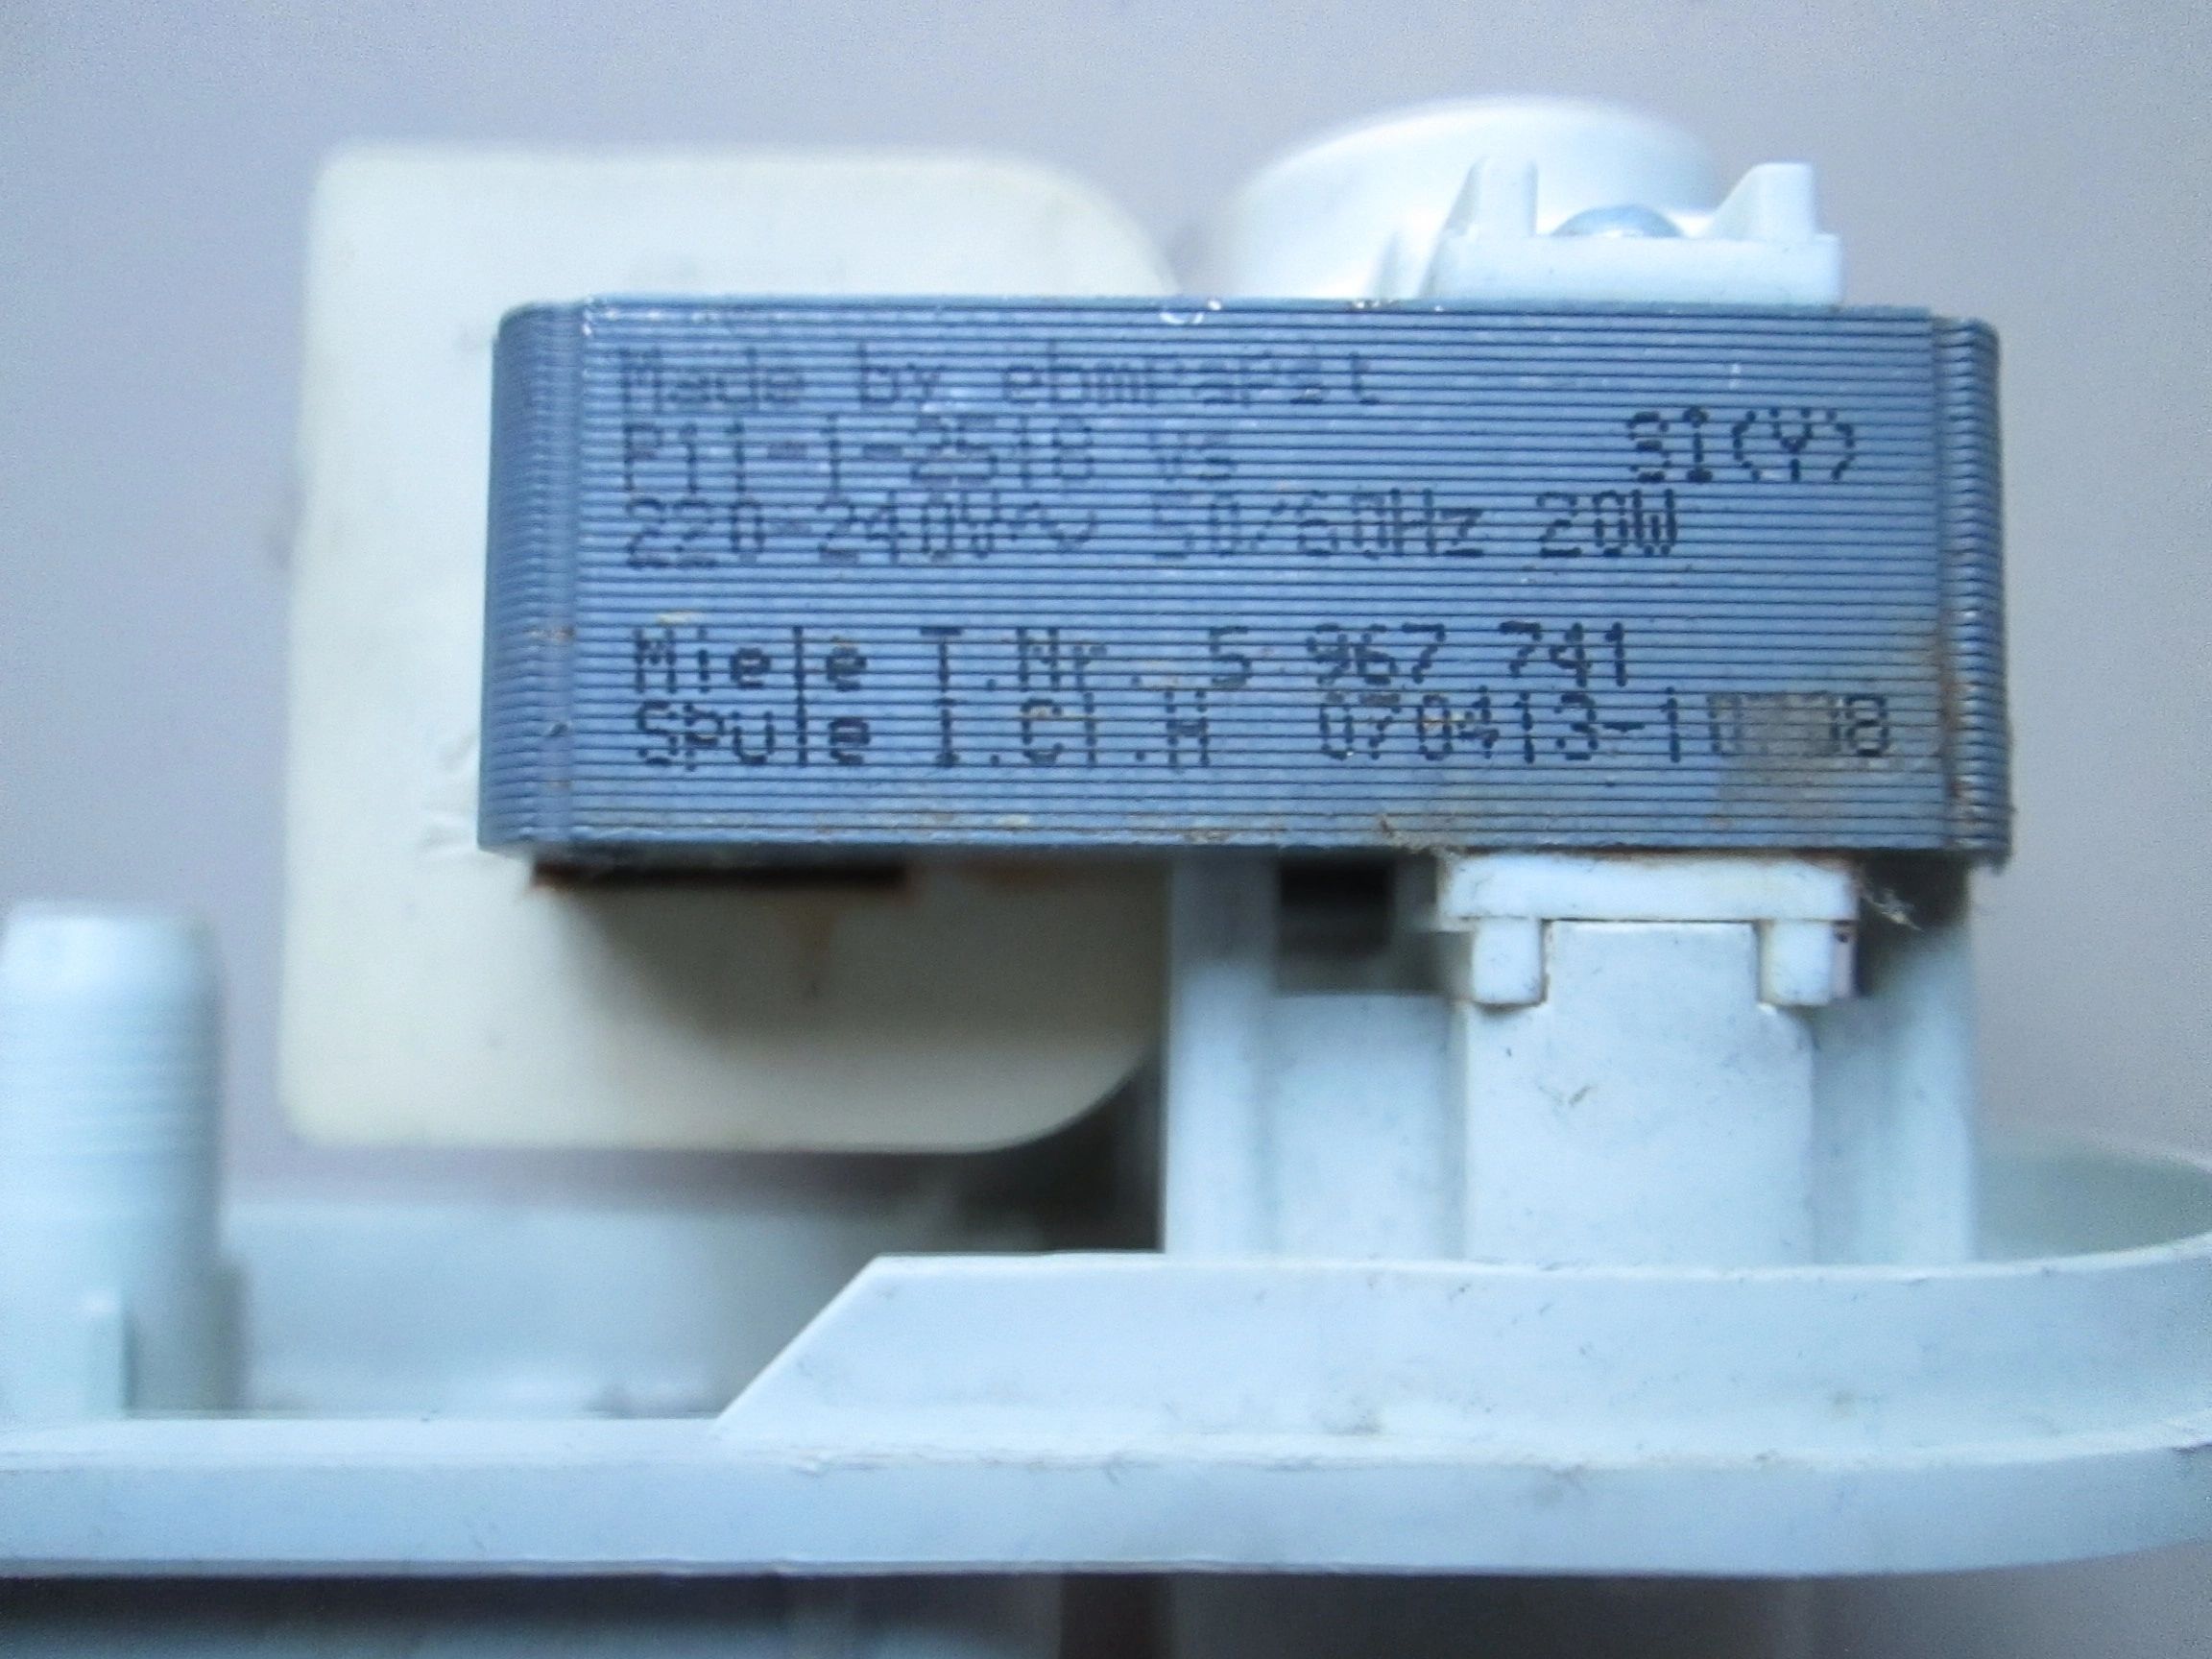 Made by ebmpapst
P11-1-2518 Vs S1(Y)
220-240V~ 50/60Hz 20W
Miele T.Nr. 5 967 741
Spule I.Cl.H